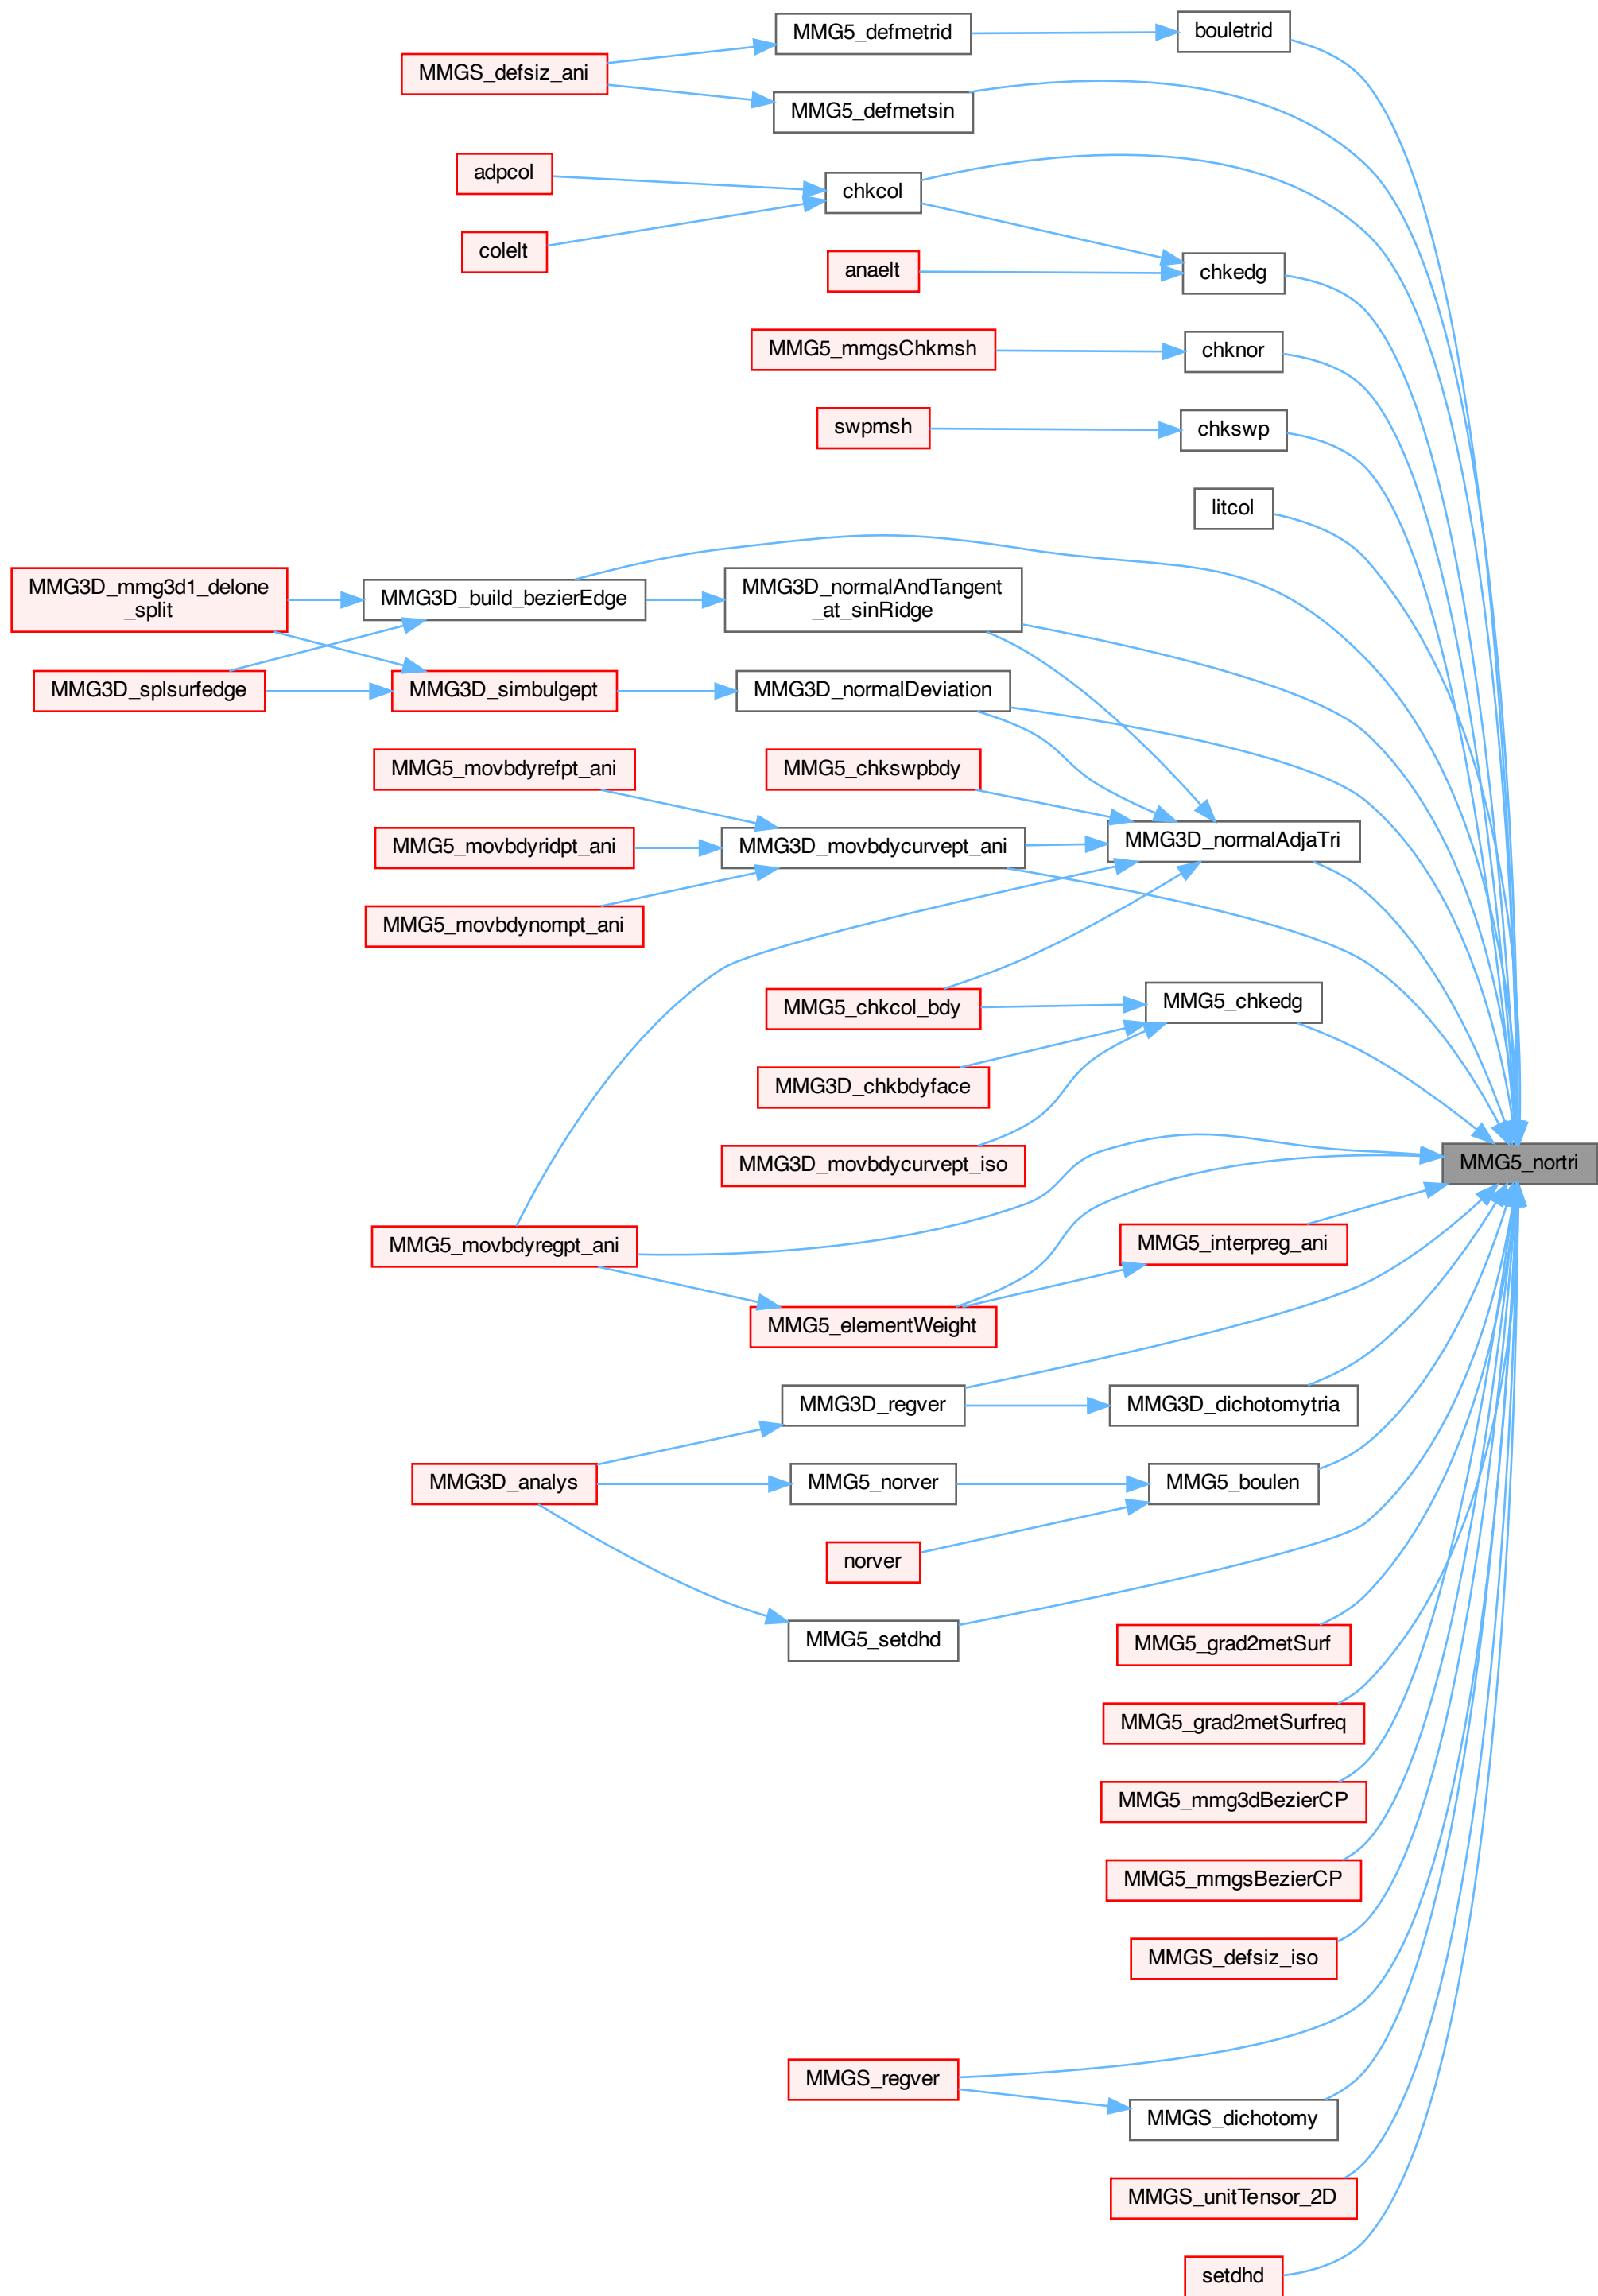 MMG5_defmetrid
bouletrid
MMGS_defsiz_ani
MMG5_defmetsin
adpcol
chkcol
colelt
anaelt
chkedg
MMG5_mmgsChkmsh
chknor
swpmsh
chkswp
litcol
MMG3D_mmg3d1_delone
_split
MMG3D_build_bezierEdge
MMG3D_normalAndTangent
_at_sinRidge
MMG3D_splsurfedge
MMG3D_simbulgept
MMG3D_normalDeviation
MMG5_movbdyrefpt_ani
MMG5_chkswpbdy
MMG5_movbdyridpt_ani
MMG3D_movbdycurvept_ani
MMG3D_normalAdjaTri
MMG5_movbdynompt_ani
MMG5_chkcol_bdy
MMG5_chkedg
MMG3D_chkbdyface
MMG3D_movbdycurvept_iso
MMG5_nortri
MMG5_movbdyregpt_ani
MMG5_interpreg_ani
MMG5_elementWeight
MMG3D_regver
MMG3D_dichotomytria
MMG3D_analys
MMG5_norver
MMG5_boulen
norver
MMG5_setdhd
MMG5_grad2metSurf
MMG5_grad2metSurfreq
MMG5_mmg3dBezierCP
MMG5_mmgsBezierCP
MMGS_defsiz_iso
MMGS_regver
MMGS_dichotomy
MMGS_unitTensor_2D
setdhd